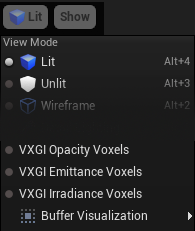 Lit Show
View Mode
Lit Alt+4
Unlit Alt+3
Wireframe Alt+2
VXGI Opacity Voxels
VXGI Emittance Voxels
VXGI Irradiance Voxels
Buffer Visualization